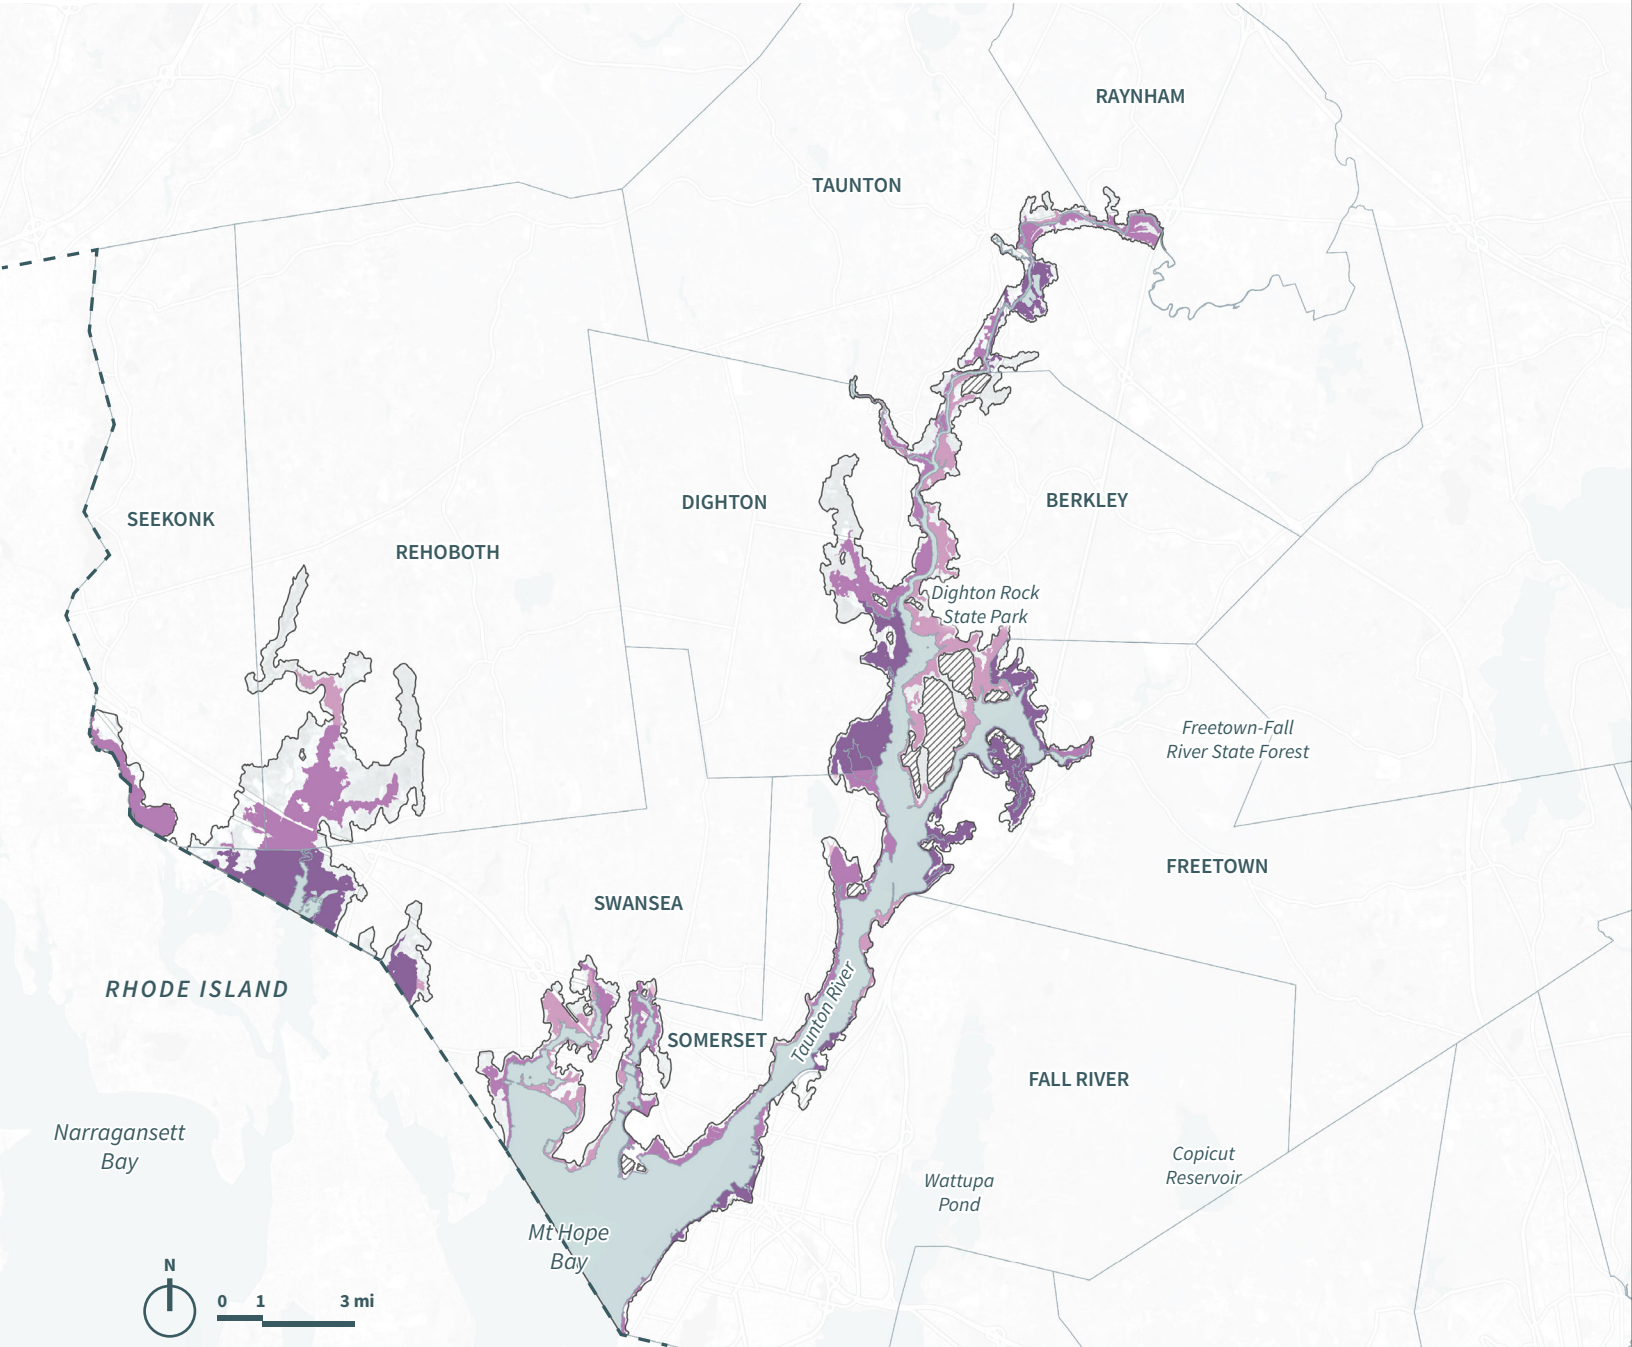 RAYNHAM
TAUNTON
DIGHTON
BERKLEY
SEEKONK
REHOBOTH
Dighton Rock
State Park
Freetown-Fall
River State Forest
FREETOWN
SWANSEA
RHODE ISLAND
Taunton River
SOMERSET
FALL RIVER
Narragansett
Bay
Copicut
Reservoir
Wattupa
Pond
Mt Hope
Bay
N
0 1 3 mi